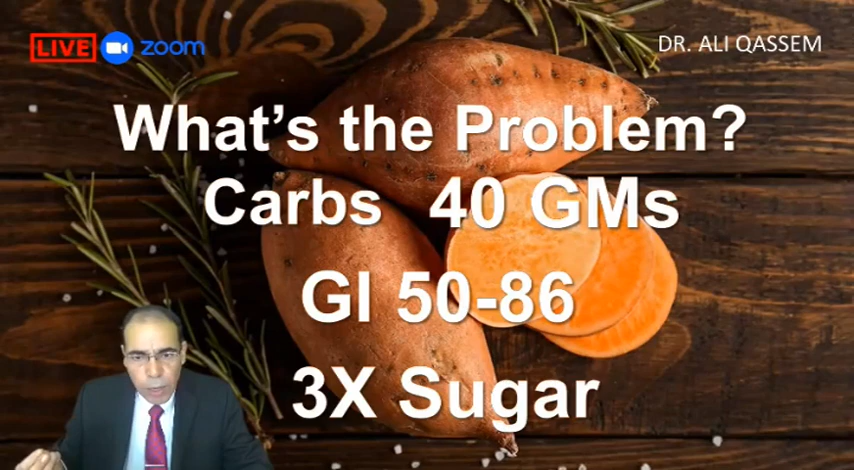 LIVE zoom
DR. ALI QASSEM
What's the Problem?
Carbs 40 GMs
GI 50-86
3X Sugar